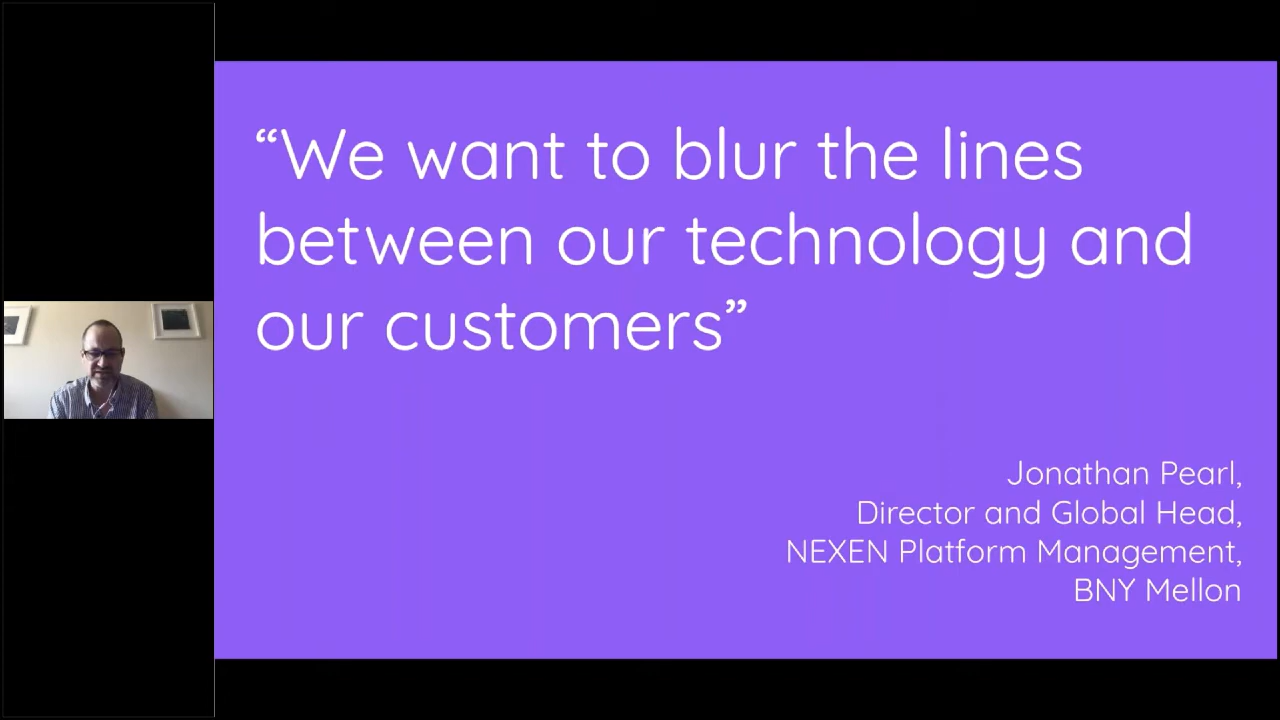 “We want to blur the lines
between our technology and
our customers”
Jonathan Pearl,
Director and Global Head,
NEXEN Platform Management,
BNY Mellon